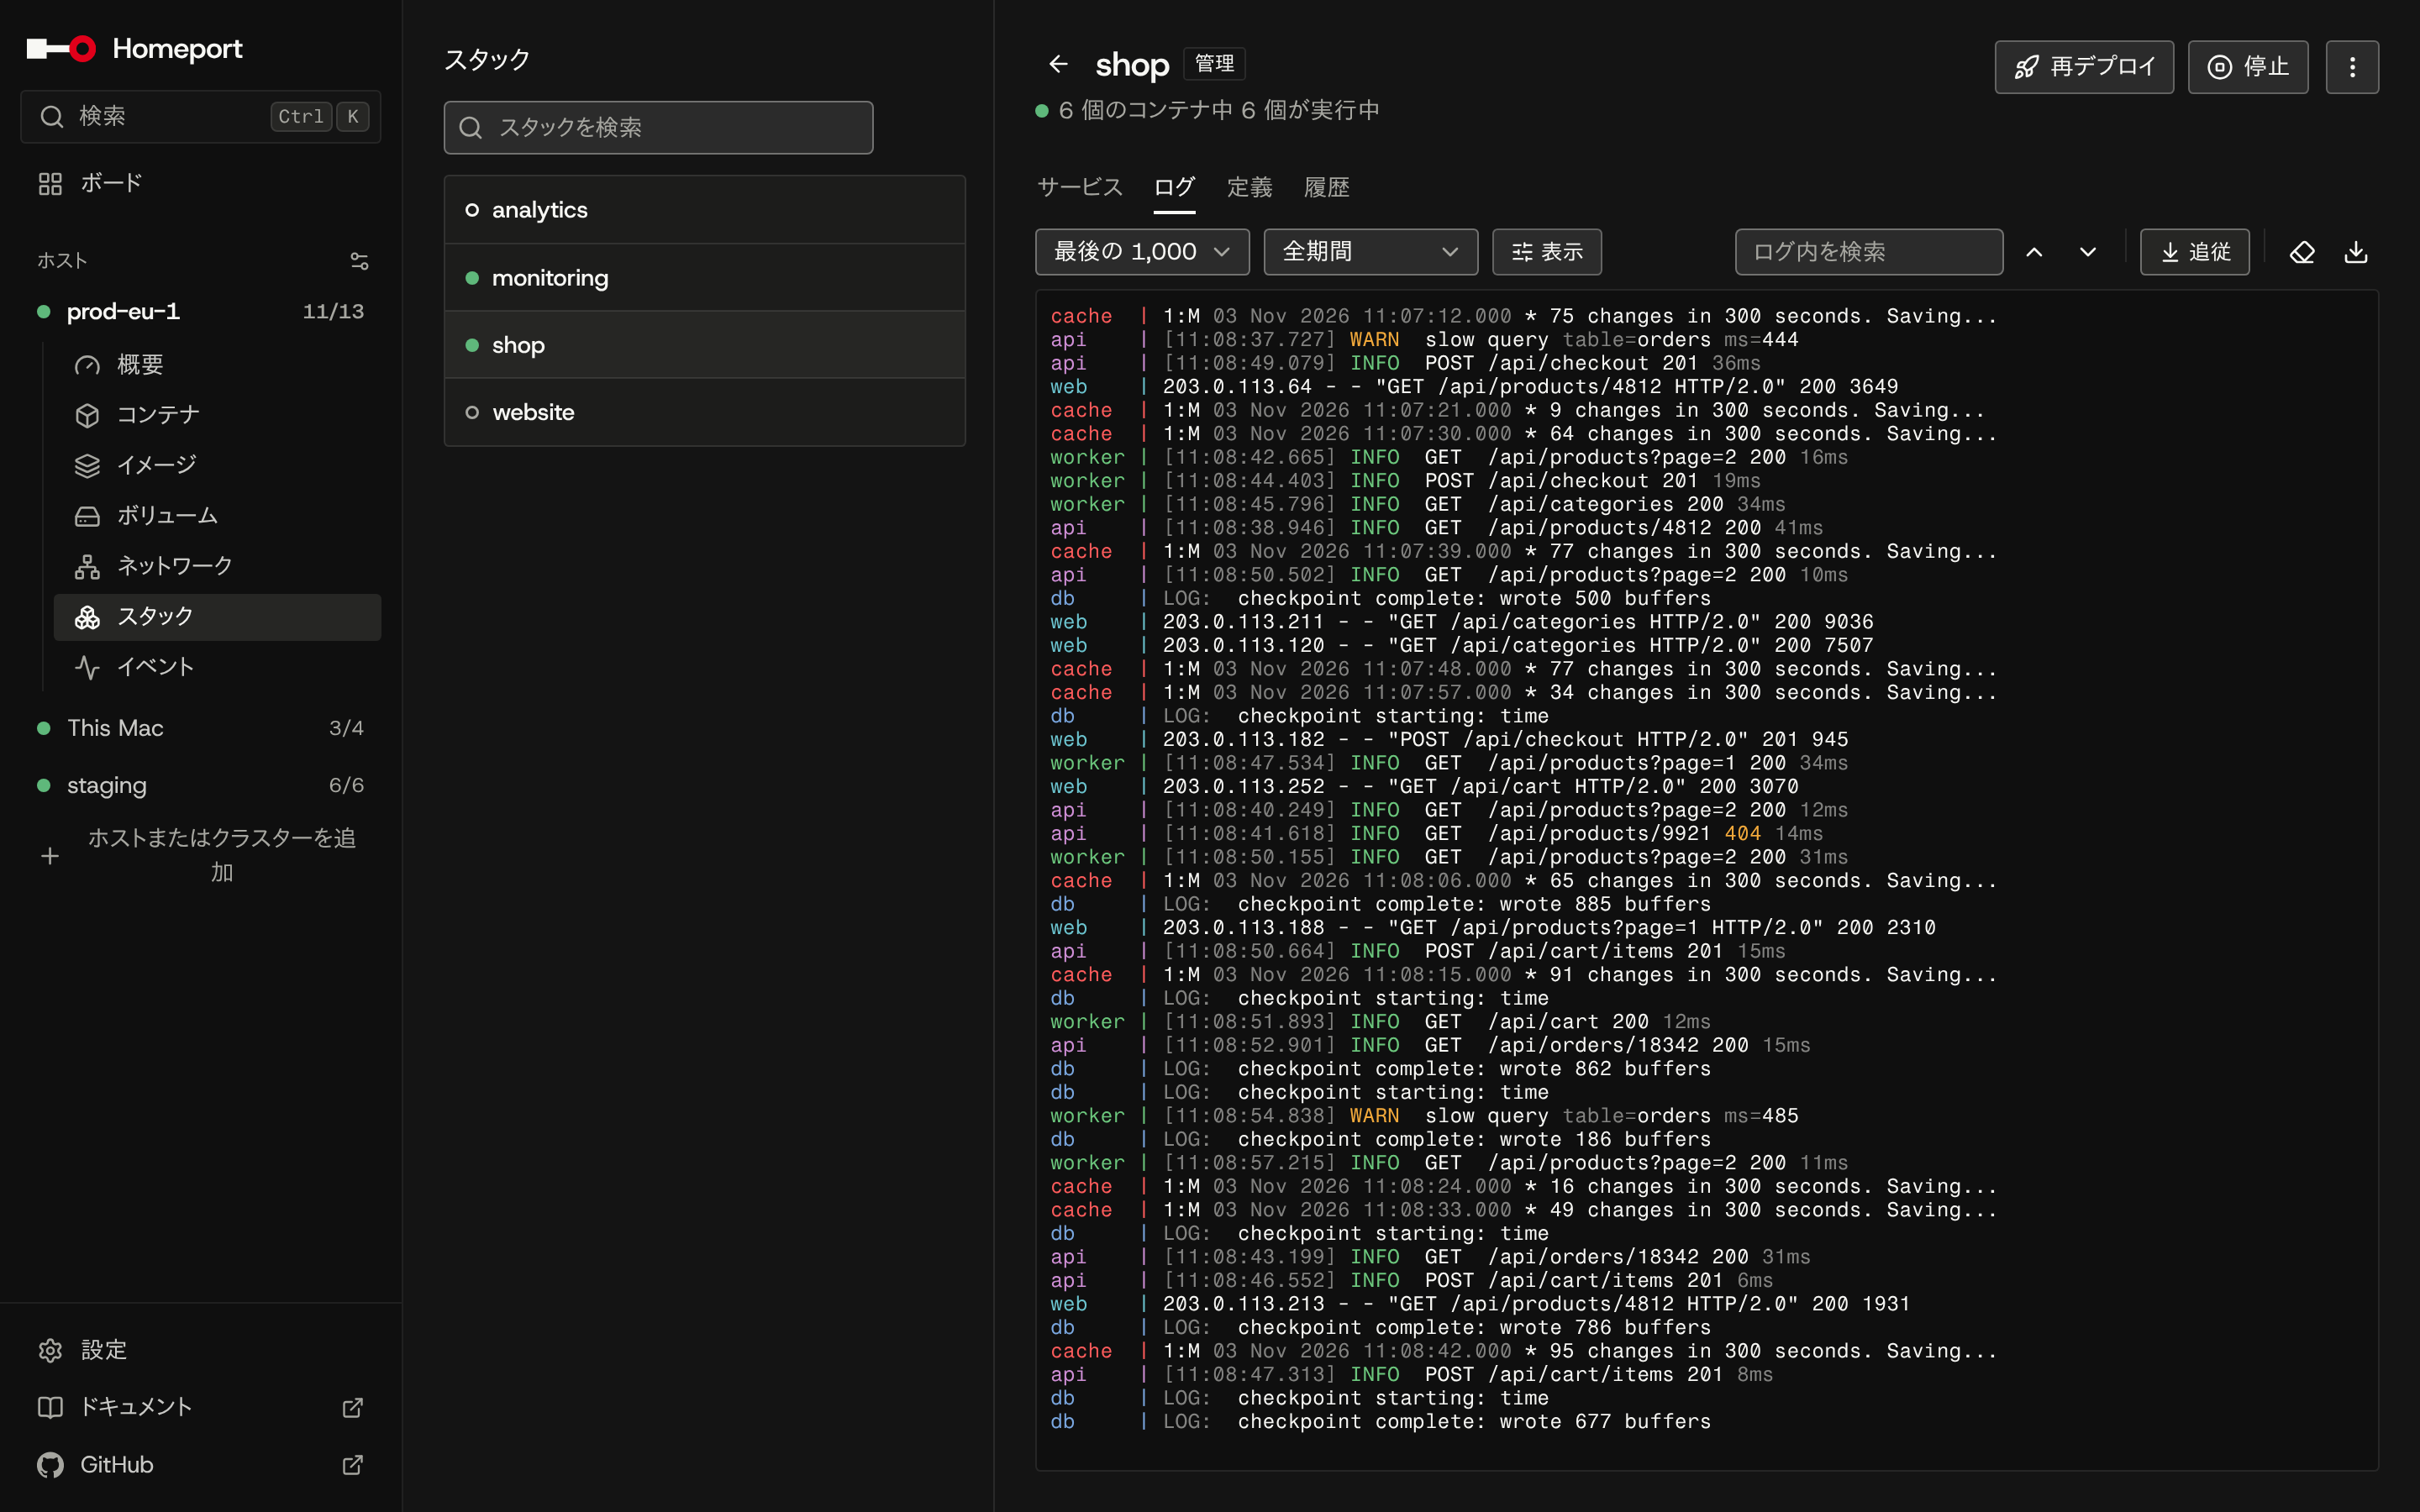 Homeport
検索 Ctrl K
ボード
ホスト
prod-eu-1 11/13
概要
コンテナ
イメージ
ボリューム
ネットワーク
スタック
イベント
This Mac 3/4
staging 6/6
ホストまたはクラスターを追
加
設定
ドキュメント
GitHub
スタック
スタックを検索
analytics
monitoring
shop
website
shop 管理
6 個のコンテナ中 6 個が実行中
再デプロイ 停止
サービス ログ 定義 履歴
最後の 1,000 全期間 表示 ログ内を検索 追従
cache | 1:M 03 Nov 2026 11:07:12.000 * 75 changes in 300 seconds. Saving...
api | [11:08:37.727] WARN slow query table=orders ms=444
api | [11:08:49.079] INFO POST /api/checkout 201 36ms
web | 203.0.113.64 - - "GET /api/products/4812 HTTP/2.0" 200 3649
cache | 1:M 03 Nov 2026 11:07:21.000 * 9 changes in 300 seconds. Saving...
cache | 1:M 03 Nov 2026 11:07:30.000 * 64 changes in 300 seconds. Saving...
worker | [11:08:42.665] INFO GET /api/products?page=2 200 16ms
worker | [11:08:44.403] INFO POST /api/checkout 201 19ms
worker | [11:08:45.796] INFO GET /api/categories 200 34ms
api | [11:08:38.946] INFO GET /api/products/4812 200 41ms
cache | 1:M 03 Nov 2026 11:07:39.000 * 77 changes in 300 seconds. Saving...
api | [11:08:50.502] INFO GET /api/products?page=2 200 10ms
db | LOG: checkpoint complete: wrote 500 buffers
web | 203.0.113.211 - - "GET /api/categories HTTP/2.0" 200 9036
web | 203.0.113.120 - - "GET /api/categories HTTP/2.0" 200 7507
cache | 1:M 03 Nov 2026 11:07:48.000 * 77 changes in 300 seconds. Saving...
cache | 1:M 03 Nov 2026 11:07:57.000 * 34 changes in 300 seconds. Saving...
db | LOG: checkpoint starting: time
web | 203.0.113.182 - - "POST /api/checkout HTTP/2.0" 201 945
worker | [11:08:47.534] INFO GET /api/products?page=1 200 34ms
web | 203.0.113.252 - - "GET /api/cart HTTP/2.0" 200 3070
api | [11:08:40.249] INFO GET /api/products?page=2 200 12ms
api | [11:08:41.618] INFO GET /api/products/9921 404 14ms
worker | [11:08:50.155] INFO GET /api/products?page=2 200 31ms
cache | 1:M 03 Nov 2026 11:08:06.000 * 65 changes in 300 seconds. Saving...
db | LOG: checkpoint complete: wrote 885 buffers
web | 203.0.113.188 - - "GET /api/products?page=1 HTTP/2.0" 200 2310
api | [11:08:50.664] INFO POST /api/cart/items 201 15ms
cache | 1:M 03 Nov 2026 11:08:15.000 * 91 changes in 300 seconds. Saving...
db | LOG: checkpoint starting: time
worker | [11:08:51.893] INFO GET /api/cart 200 12ms
api | [11:08:52.901] INFO GET /api/orders/18342 200 15ms
db | LOG: checkpoint complete: wrote 862 buffers
db | LOG: checkpoint starting: time
worker | [11:08:54.838] WARN slow query table=orders ms=485
db | LOG: checkpoint complete: wrote 186 buffers
worker | [11:08:57.215] INFO GET /api/products?page=2 200 11ms
cache | 1:M 03 Nov 2026 11:08:24.000 * 16 changes in 300 seconds. Saving...
cache | 1:M 03 Nov 2026 11:08:33.000 * 49 changes in 300 seconds. Saving...
db | LOG: checkpoint starting: time
api | [11:08:43.199] INFO GET /api/orders/18342 200 31ms
api | [11:08:46.552] INFO POST /api/cart/items 201 6ms
web | 203.0.113.213 - - "GET /api/products/4812 HTTP/2.0" 200 1931
db | LOG: checkpoint complete: wrote 786 buffers
cache | 1:M 03 Nov 2026 11:08:42.000 * 95 changes in 300 seconds. Saving...
api | [11:08:47.313] INFO POST /api/cart/items 201 8ms
db | LOG: checkpoint starting: time
db | LOG: checkpoint complete: wrote 677 buffers